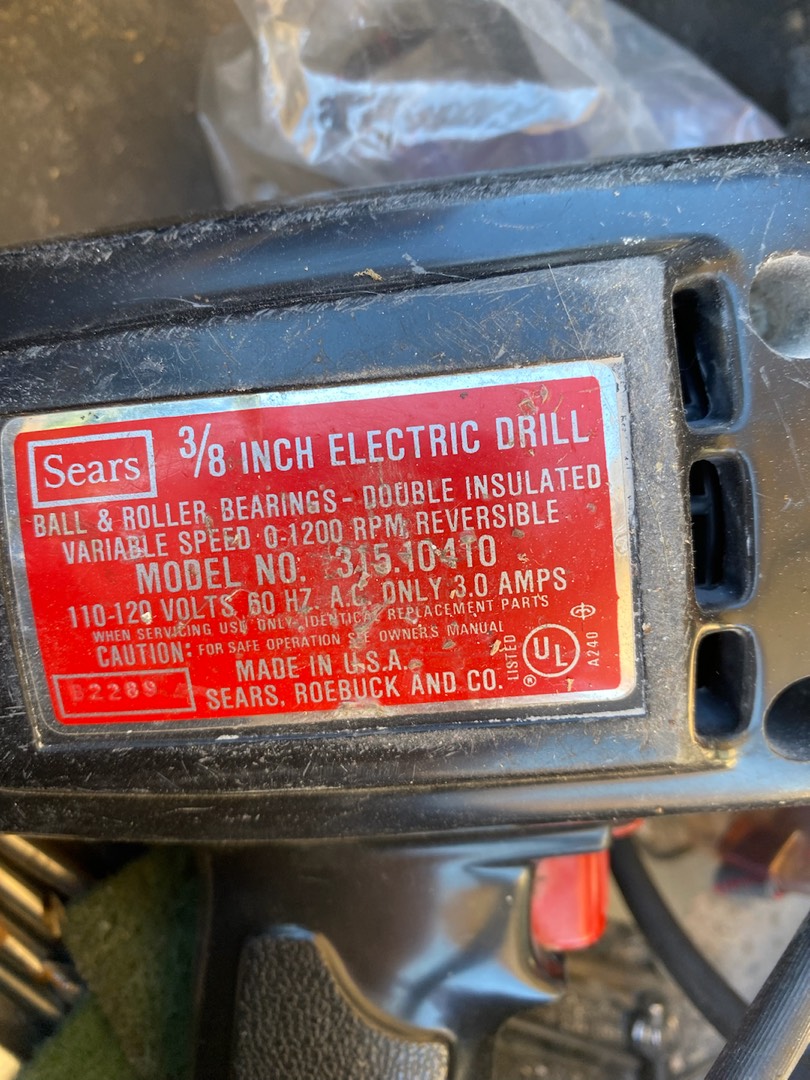 Sears
3/8 INCH ELECTRIC DRILL
BALL & ROLLER BEARINGS - DOUBLE INSULATED
VARIABLE SPEED 0-1200 RPM, REVERSIBLE
MODEL NO. 315.10410
110-120 VOLTS, 60 HZ. A.C. ONLY 3.0 AMPS
WHEN SERVICING USE ONLY IDENTICAL REPLACEMENT PARTS
CAUTION: FOR SAFE OPERATION SEE OWNER'S MANUAL
MADE IN U.S.A.
SEARS, ROEBUCK AND CO.
LISTED
UL
®
A240